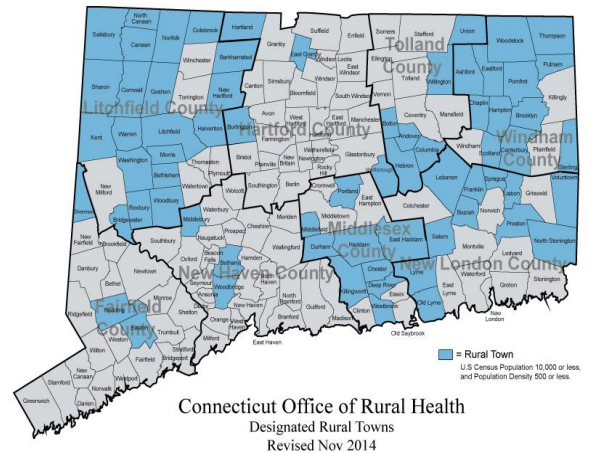 Salisbury
North
Canaan
Canaan
Norfolk
Colebrook
Hartland
Suffield
Enfield
Somers
Stafford
Union
Woodstock
Thompson
Granby
East Granby
Windsor Locks
East
Windsor
Ellington
Tolland
County
Winchester
Barkhamsted
Putnam
Ashford
Eastford
Pomfret
Sharon
Cornwall
Goshen
Torrington
New
Hartford
Canton
Simsbury
Bloomfield
Windsor
South Windsor
Vernon
Tolland
Willington
Killingly
Litchfield County
Chaplin
Hampton
Brooklyn
Avon
West
Hartford
East
Hartford
Manchester
Bolton
Coventry
Mansfield
Kent
Warren
Litchfield
Harwinton
Burlington
Hartford County
Farmington
Andover
Windham
County
Windham
Scotland
Canterbury
Plainfield
Sterling
Washington
Morris
Thomaston
Plymouth
Bristol
Plainville
New
Britain
Newington
Wethersfield
Rocky
Hill
Glastonbury
Marlborough
Hebron
Columbia
Lebanon
Sprague
Voluntown
Bethlehem
Watertown
Wolcott
Southington
Berlin
Cromwell
Portland
East
Hampton
Colchester
Franklin
Lisbon
Griswold
New
Milford
Sherman
Roxbury
Woodbury
Bridgewater
Middlebury
Waterbury
Cheshire
Meriden
Middlefield
Middletown
Bozrah
Norwich
Preston
North Stonington
New
Fairfield
Brookfield
Southbury
Naugatuck
Prospect
Wallingford
Middlesex
County
Durham
Haddam
East Haddam
Salem
Montville
Ledyard
Danbury
Bethel
Newtown
Oxford
Beacon
Falls
Bethany
Hamden
New Haven County
New London County
Seymour
Ansonia
Woodbridge
North
Haven
North
Branford
Guilford
Killingworth
Chester
Deep River
Essex
Lyme
Waterford
East
Lyme
Groton
Stonington
Fairfield
County
Monroe
Shelton
Ridgefield
Redding
Easton
Trumbull
Orange
West
Haven
New Haven
Branford
Madison
Clinton
Westbrook
Old Lyme
New
London
Old Saybrook
East Haven
Weston
Wilton
Fairfield
Bridgeport
Stratford
Milford
Stamford
New
Canaan
Norwalk
Westport
Greenwich
Darien
= Rural Town
U.S Census Population 10,000 or less,
and Population Density 500 or less.
Connecticut Office of Rural Health
Designated Rural Towns
Revised Nov 2014